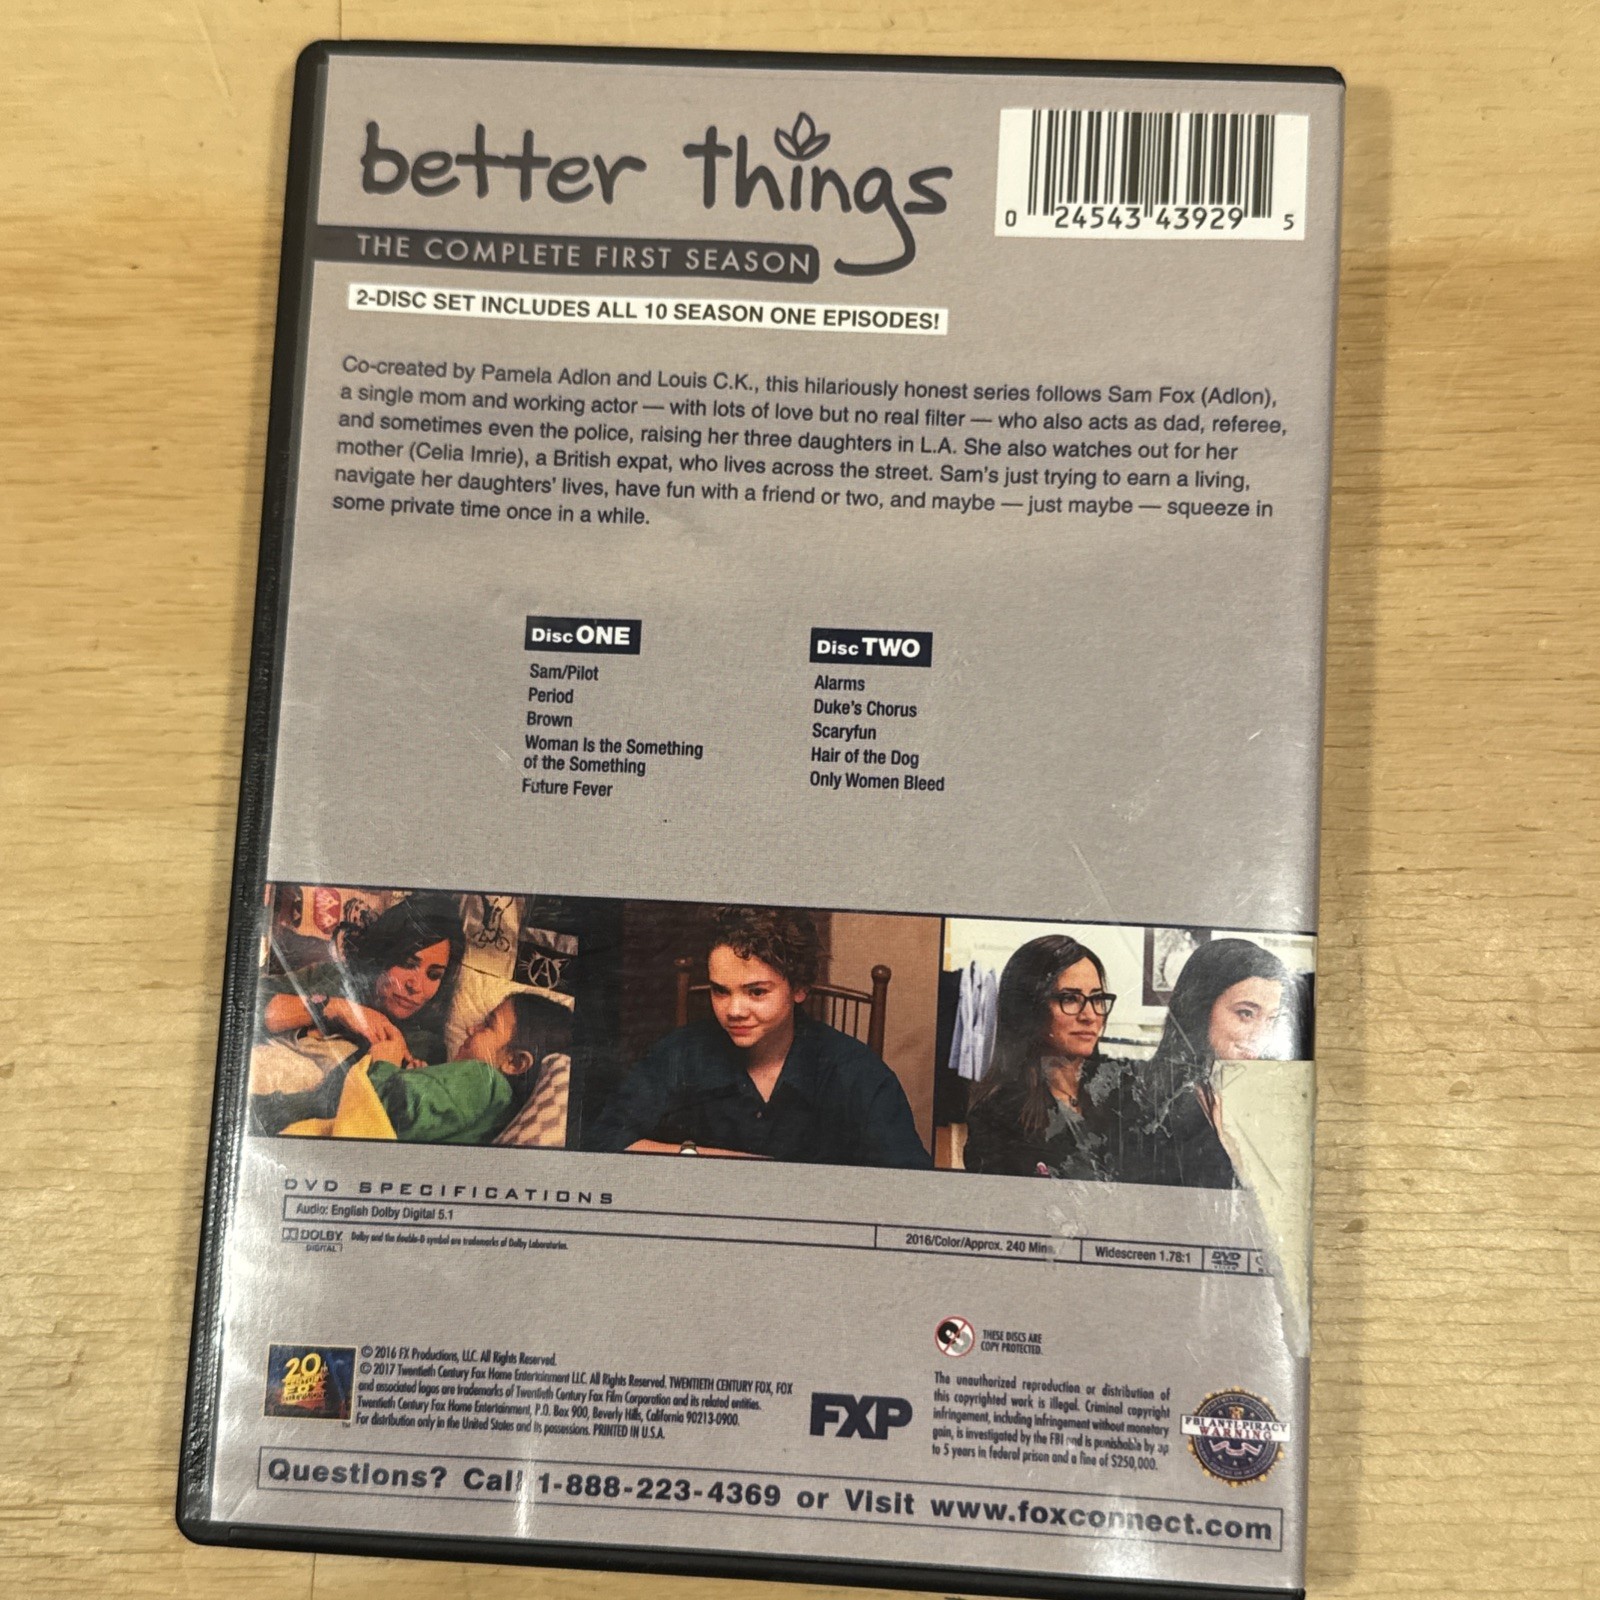 better things
0 24543 43929 5
THE COMPLETE FIRST SEASON
2-DISC SET INCLUDES ALL 10 SEASON ONE EPISODES!
Co-created by Pamela Adlon and Louis C.K., this hilariously honest series follows Sam Fox (Adlon),
a single mom and working actor — with lots of love but no real filter — who also acts as dad, referee,
and sometimes even the police, raising her three daughters in L.A. She also watches out for her
mother (Celia Imrie), a British expat, who lives across the street. Sam's just trying to earn a living,
navigate her daughters' lives, have fun with a friend or two, and maybe — just maybe — squeeze in
some private time once in a while.
Disc ONE
Sam/Pilot
Period
Brown
Woman Is the Something
of the Something
Future Fever
Disc TWO
Alarms
Duke's Chorus
Scaryfun
Hair of the Dog
Only Women Bleed
DVD SPECIFICATIONS
Audio: English Dolby Digital 5.1
2016/Color/Approx. 240 Mins.
Widescreen 1.78:1
DVD
DOLBY
DIGITAL
Dolby and the double-D symbol are trademarks of Dolby Laboratories.
THESE DISCS ARE
COPY PROTECTED.
20th
CENTURY
FOX
TM
© 2016 FX Productions, LLC. All Rights Reserved.
© 2017 Twentieth Century Fox Home Entertainment LLC. All Rights Reserved. TWENTIETH CENTURY FOX, FOX
and associated logos are trademarks of Twentieth Century Fox Film Corporation and its related entities.
Twentieth Century Fox Home Entertainment, P.O. Box 900, Beverly Hills, California 90213-0900.
For distribution only in the United States and its possessions. PRINTED IN U.S.A.
FXP
The unauthorized reproduction or distribution of
this copyrighted work is illegal. Criminal copyright
infringement, including infringement without monetary
gain, is investigated by the FBI and is punishable by up
to 5 years in federal prison and a fine of $250,000.
FBI ANTI-PIRACY
WARNING
Questions? Call 1-888-223-4369 or Visit www.foxconnect.com